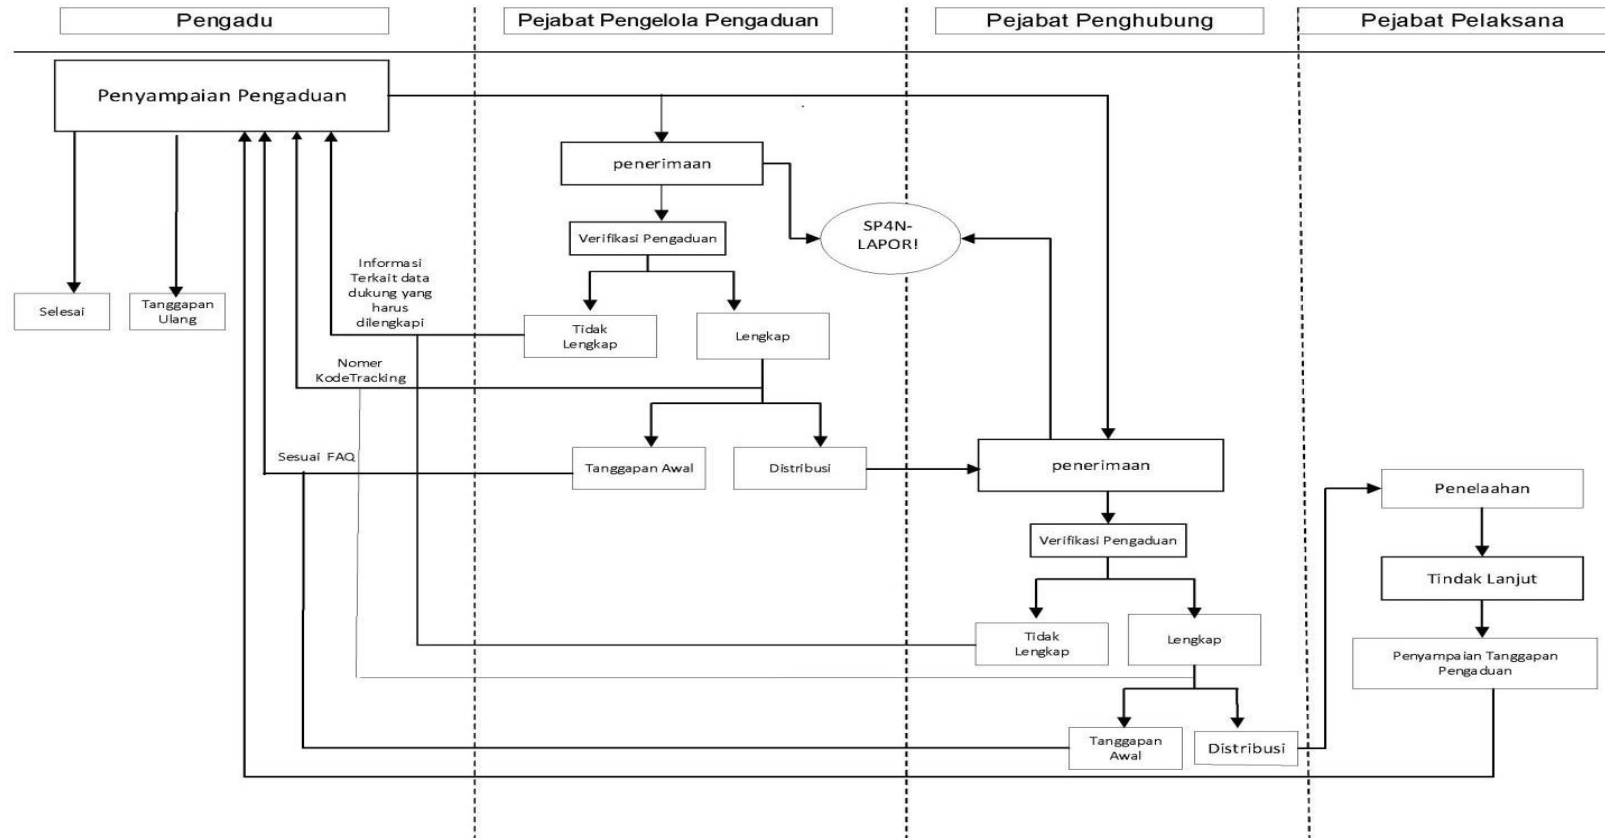 Pengadu
Pejabat Pengelola Pengaduan
Pejabat Penghubung
Pejabat Pelaksana
Penyampaian Pengaduan
penerimaan
Verifikasi Pengaduan
SP4N-
LAPOR!
Informasi
Terkait data
dukung yang
harus
dilengkapi
Selesai
Tanggapan
Ulang
Tidak
Lengkap
Lengkap
Nomer
KodeTracking
Sesuai FAQ
Tanggapan Awal
Distribusi
penerimaan
Penelaahan
Verifikasi Pengaduan
Tindak Lanjut
Tidak
Lengkap
Lengkap
Penyampaian Tanggapan
Pengaduan
Tanggapan
Awal
Distribusi